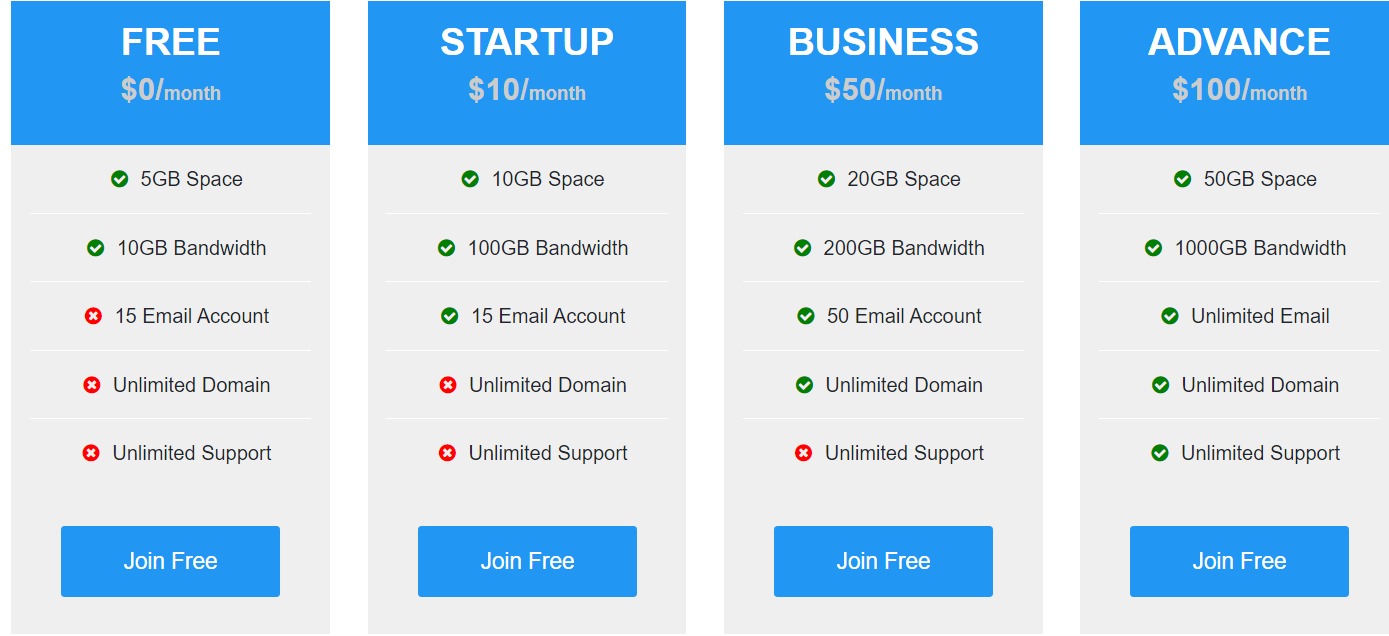 FREE
$0/month
5GB Space
10GB Bandwidth
15 Email Account
Unlimited Domain
Unlimited Support
Join Free
STARTUP
$10/month
10GB Space
100GB Bandwidth
15 Email Account
Unlimited Domain
Unlimited Support
Join Free
BUSINESS
$50/month
20GB Space
200GB Bandwidth
50 Email Account
Unlimited Domain
Unlimited Support
Join Free
ADVANCE
$100/month
50GB Space
1000GB Bandwidth
Unlimited Email
Unlimited Domain
Unlimited Support
Join Free